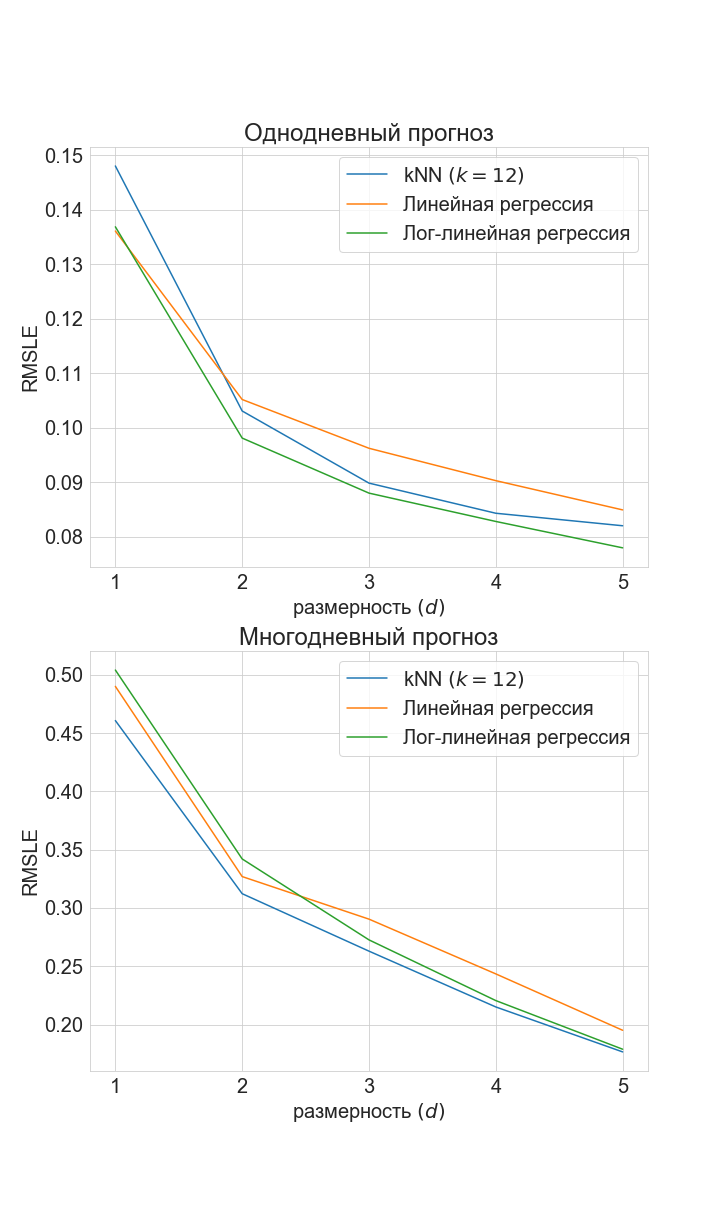 Однодневный прогноз
0.15
0.14
0.13
0.12
0.11
0.10
0.09
0.08
RMSLE
kNN (k = 12)
Линейная регрессия
Лог-линейная регрессия
1 2 3 4 5
размерность (d)
Многодневный прогноз
0.50
0.45
0.40
0.35
0.30
0.25
0.20
RMSLE
kNN (k = 12)
Линейная регрессия
Лог-линейная регрессия
1 2 3 4 5
размерность (d)